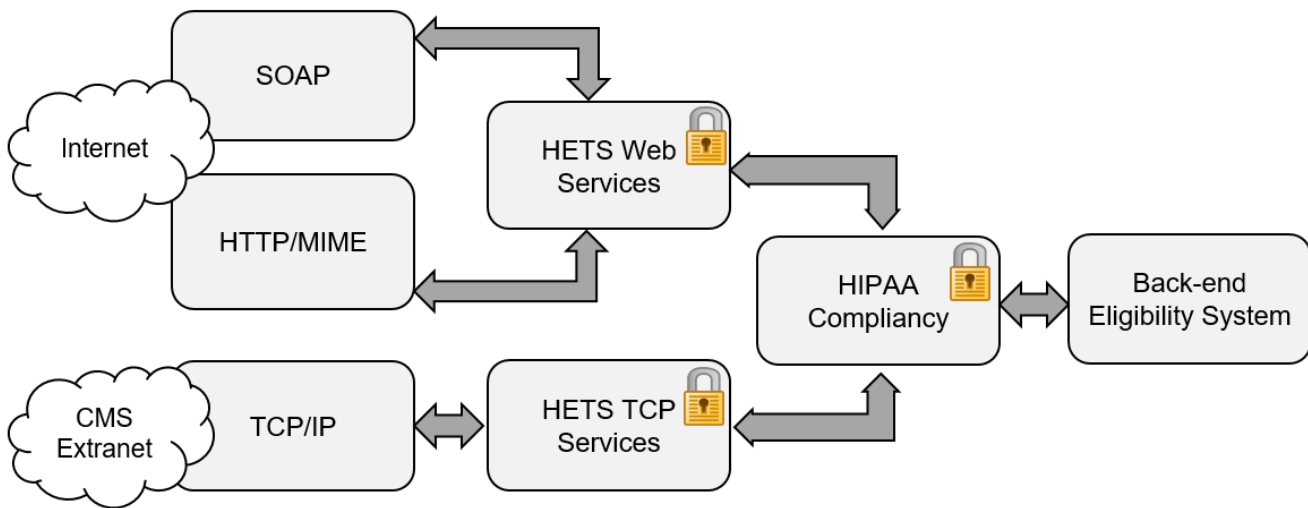 SOAP
Internet
HTTP/MIME
HETS Web
Services
HIPAA
Compliancy
Back-end
Eligibility System
CMS
Extranet
TCP/IP
HETS TCP
Services